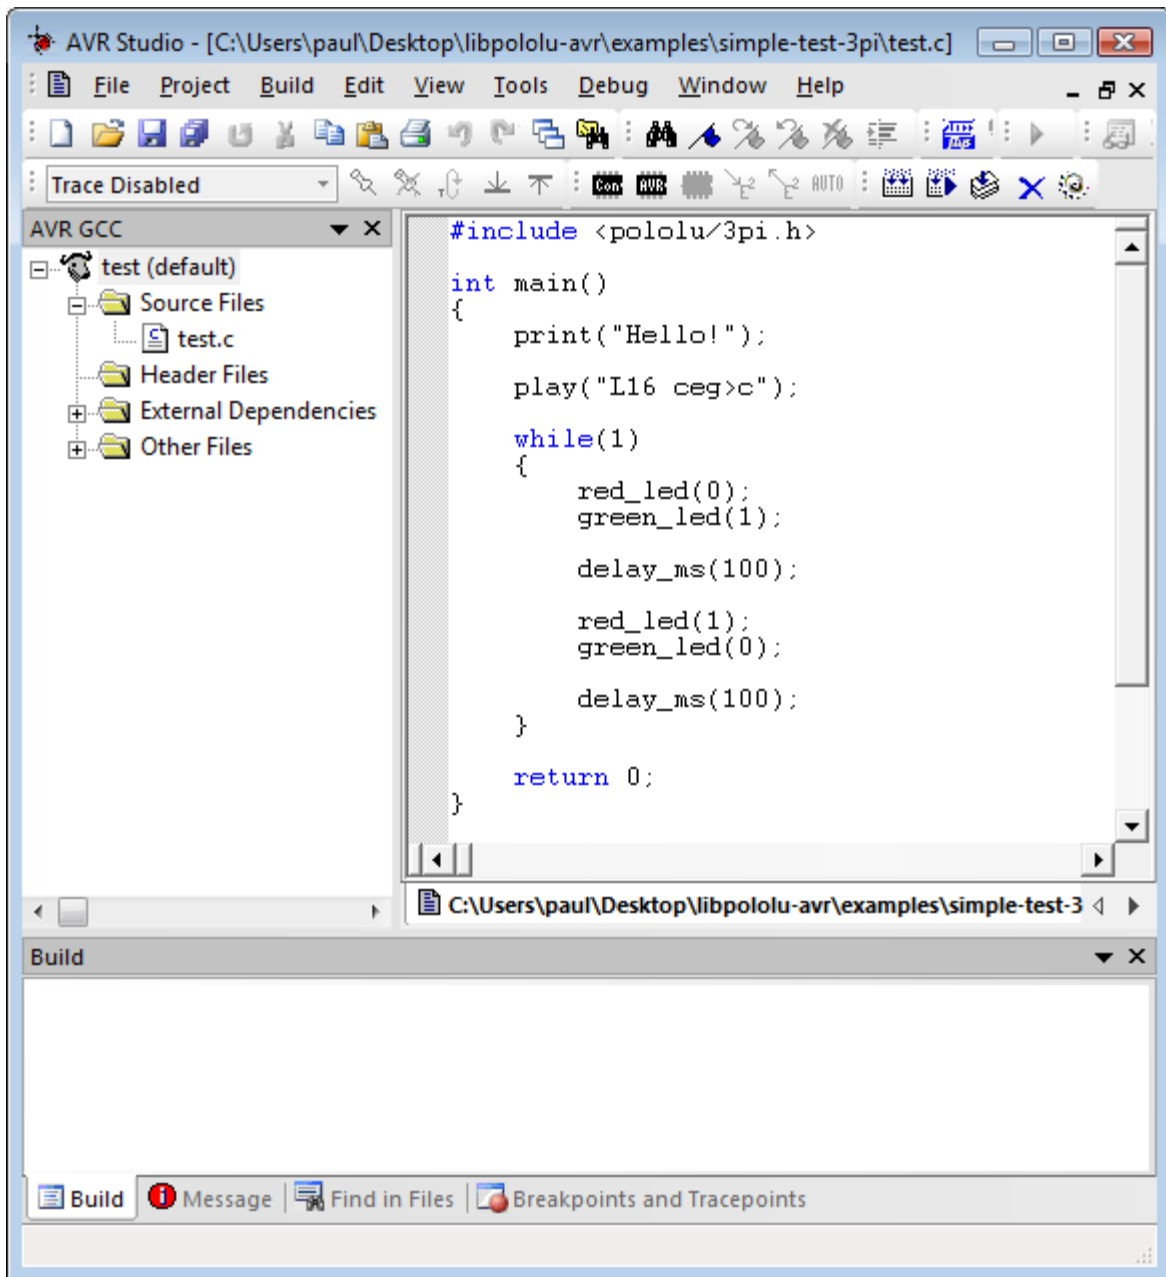 AVR Studio - [C:\Users\paul\Desktop\libpololu-avr\examples\simple-test-3pi\test.c]
File Project Build Edit View Tools Debug Window Help
Trace Disabled
Con AVR AUTO
AVR GCC
test (default)
Source Files
test.c
Header Files
External Dependencies
Other Files
#include <pololu/3pi.h>
int main()
{
print("Hello!");
play("L16 ceg>c");
while(1)
{
red_led(0);
green_led(1);
delay_ms(100);
red_led(1);
green_led(0);
delay_ms(100);
}
return 0;
}
C:\Users\paul\Desktop\libpololu-avr\examples\simple-test-3
Build
Build Message Find in Files Breakpoints and Tracepoints